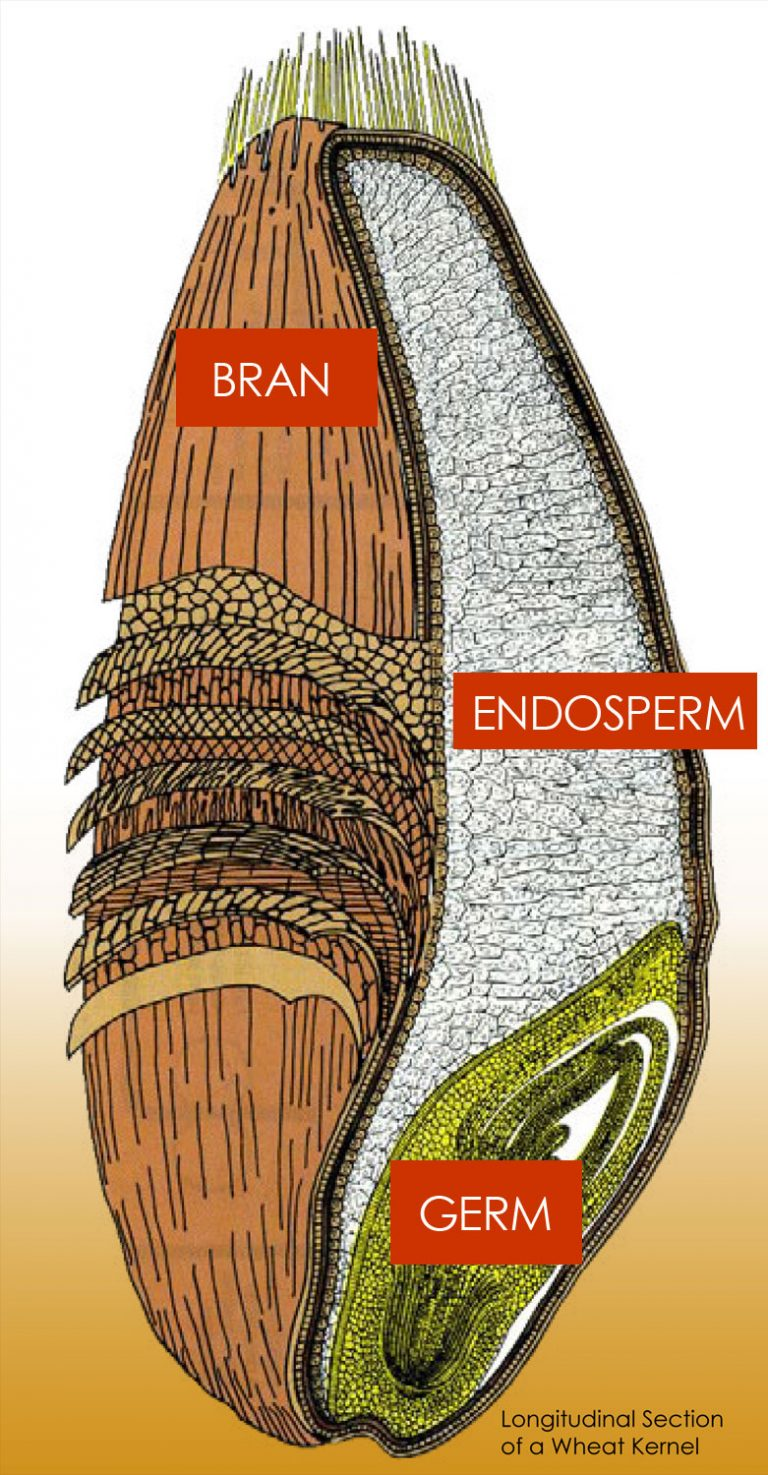 BRAN
ENDOSPERM
GERM
Longitudinal Section
of a Wheat Kernel